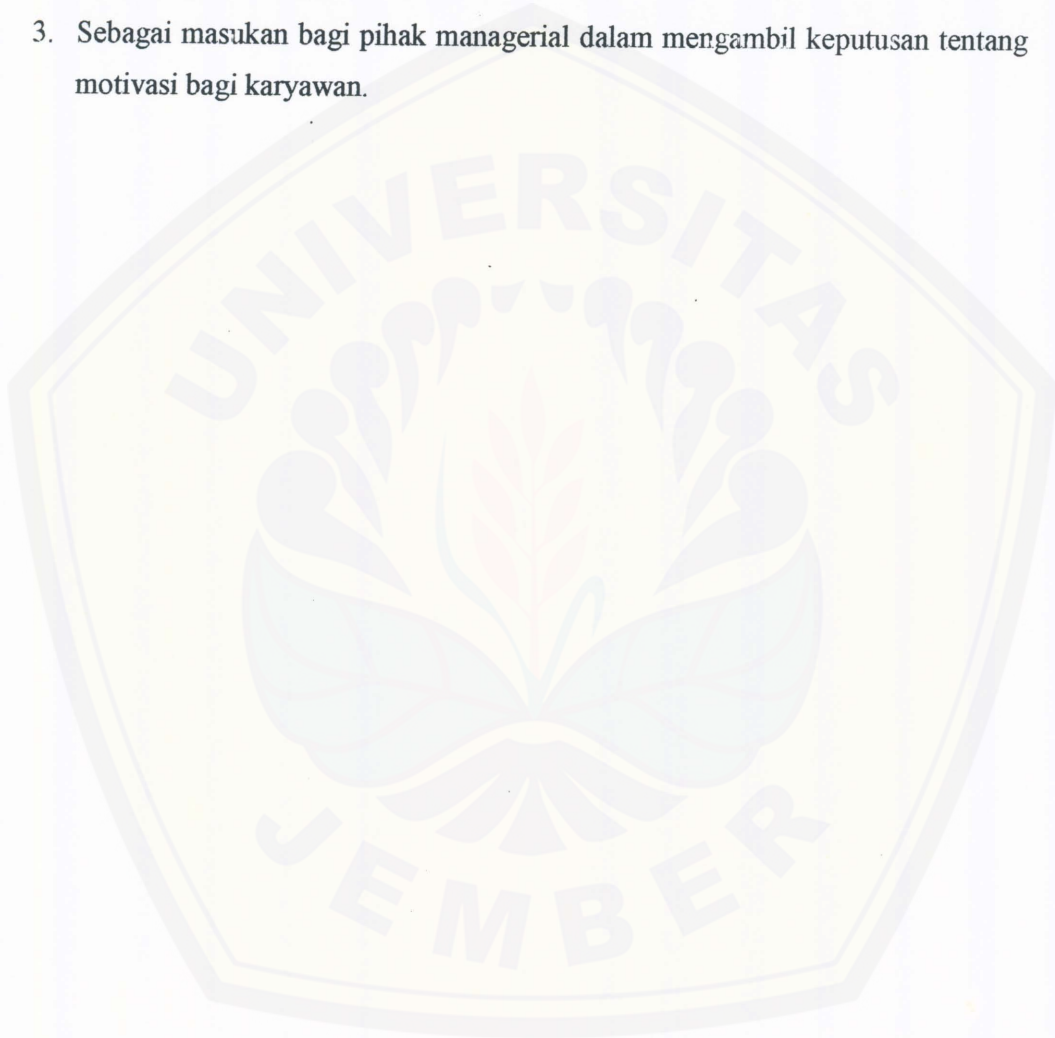 3. Sebagai masukan bagi pihak managerial dalam mengambil keputusan tentang
motivasi bagi karyawan.
UNIVERSITAS
JEMBER